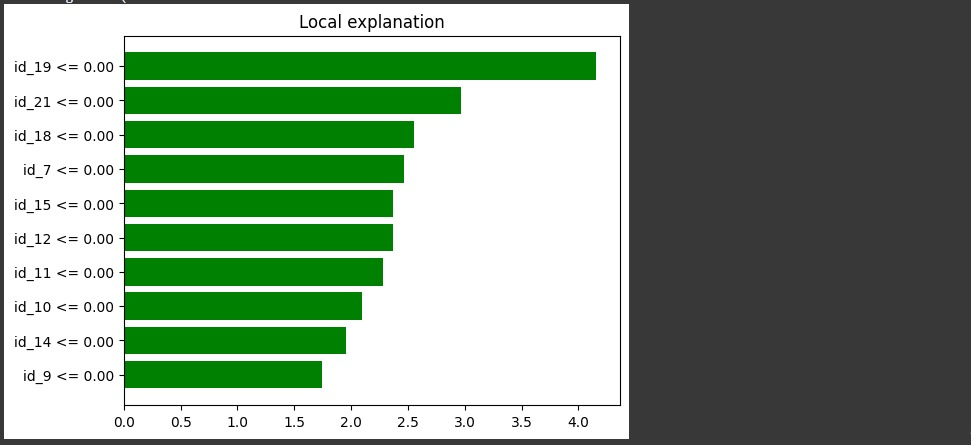 Local explanation
id_19 <= 0.00
id_21 <= 0.00
id_18 <= 0.00
id_7 <= 0.00
id_15 <= 0.00
id_12 <= 0.00
id_11 <= 0.00
id_10 <= 0.00
id_14 <= 0.00
id_9 <= 0.00
0.0 0.5 1.0 1.5 2.0 2.5 3.0 3.5 4.0